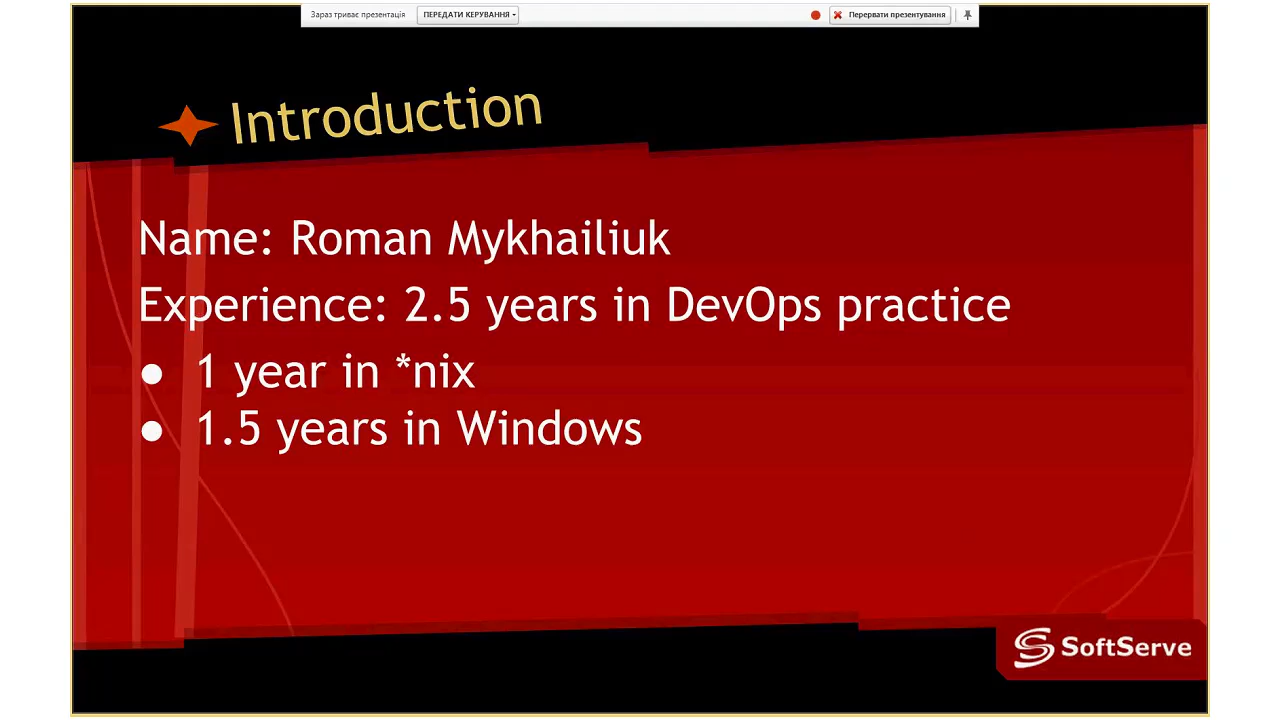 Зараз триває презентація ПЕРЕДАТИ КЕРУВАННЯ Перервати презентування
Introduction
Name: Roman Mykhailiuk
Experience: 2.5 years in DevOps practice
● 1 year in *nix
● 1.5 years in Windows
SoftServe